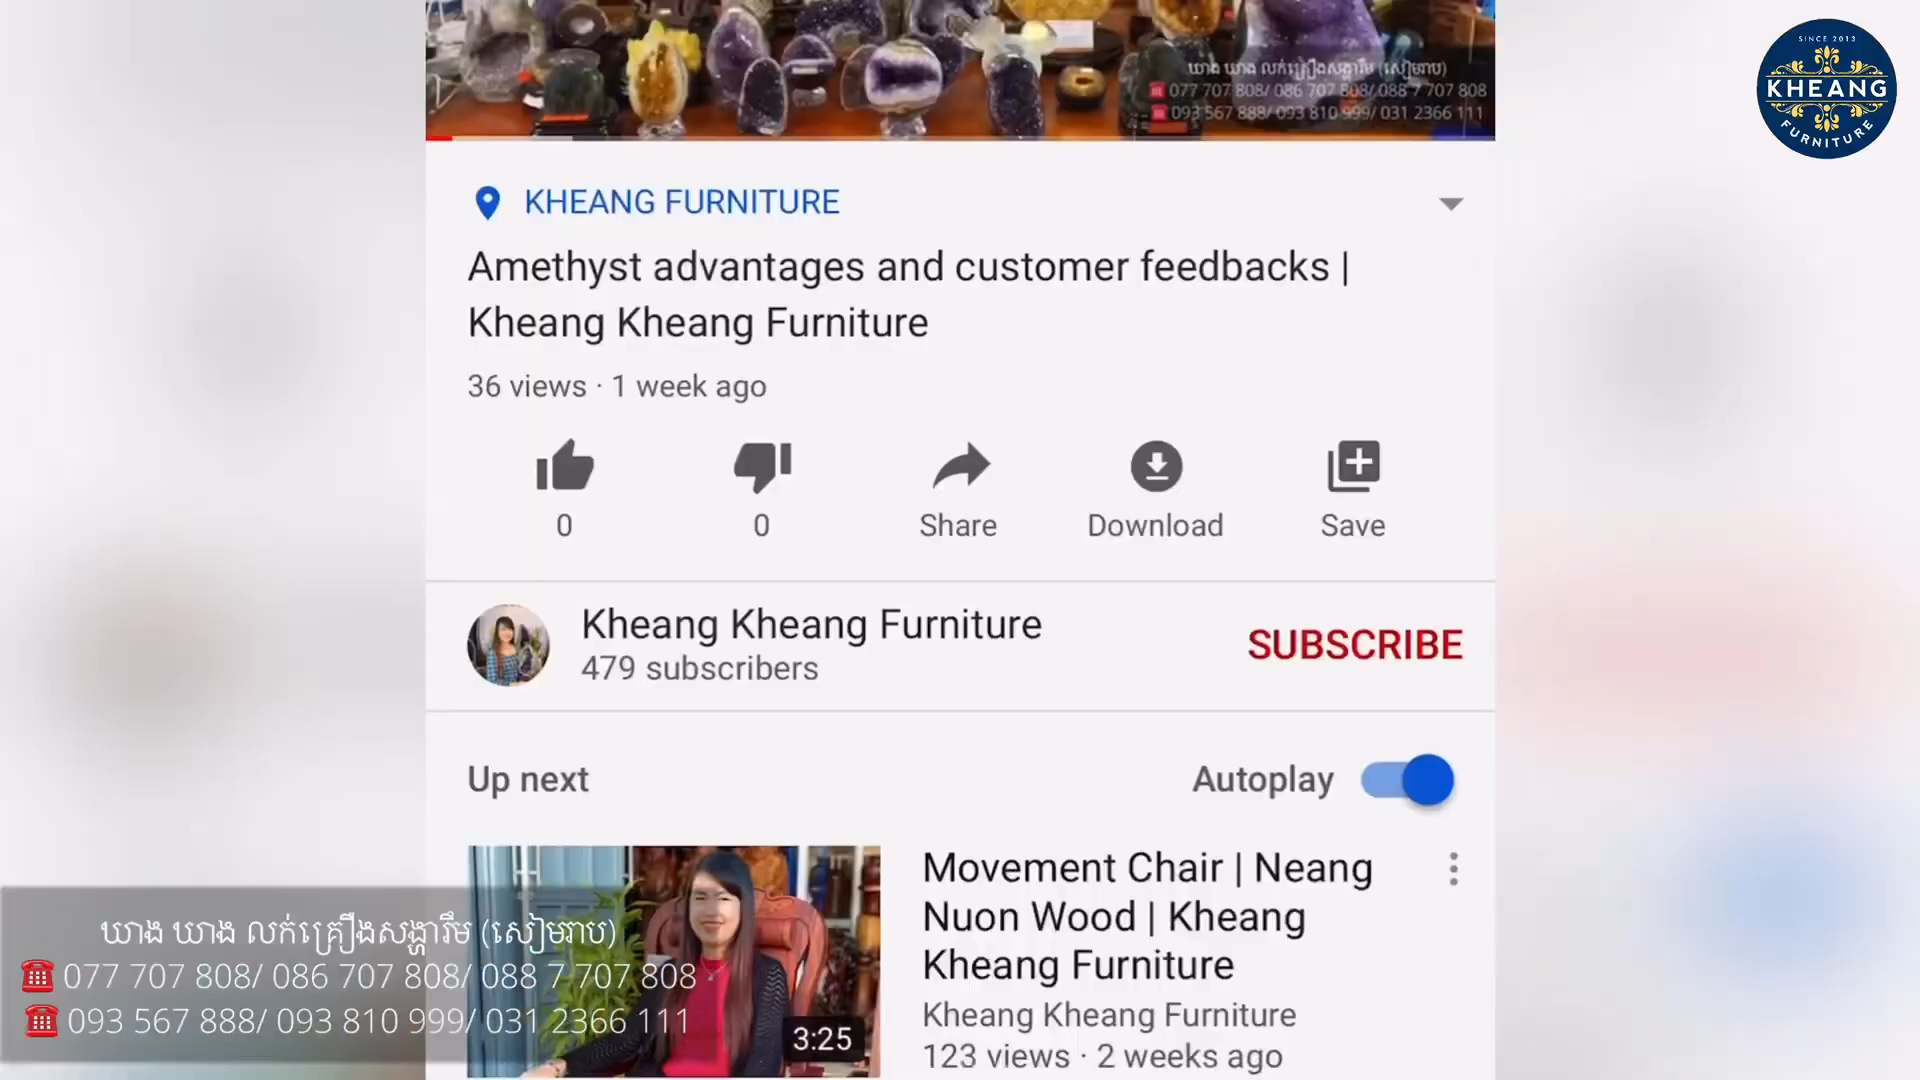 ឃាង ឃាង លក់គ្រឿងសង្ហារឹម (សៀមរាប)
077 707 808/ 086 707 808/ 088 7 707 808
093 567 888/ 093 810 999/ 031 2366 111
SINCE 2013
KHEANG
FURNITURE
KHEANG FURNITURE
Amethyst advantages and customer feedbacks |
Kheang Kheang Furniture
36 views · 1 week ago
0
0
Share
Download
Save
Kheang Kheang Furniture
479 subscribers
SUBSCRIBE
Up next
Autoplay
Movement Chair | Neang
Nuon Wood | Kheang
Kheang Furniture
Kheang Kheang Furniture
123 views · 2 weeks ago
3:25
ឃាង ឃាង លក់គ្រឿងសង្ហារឹម (សៀមរាប)
077 707 808/ 086 707 808/ 088 7 707 808
093 567 888/ 093 810 999/ 031 2366 111